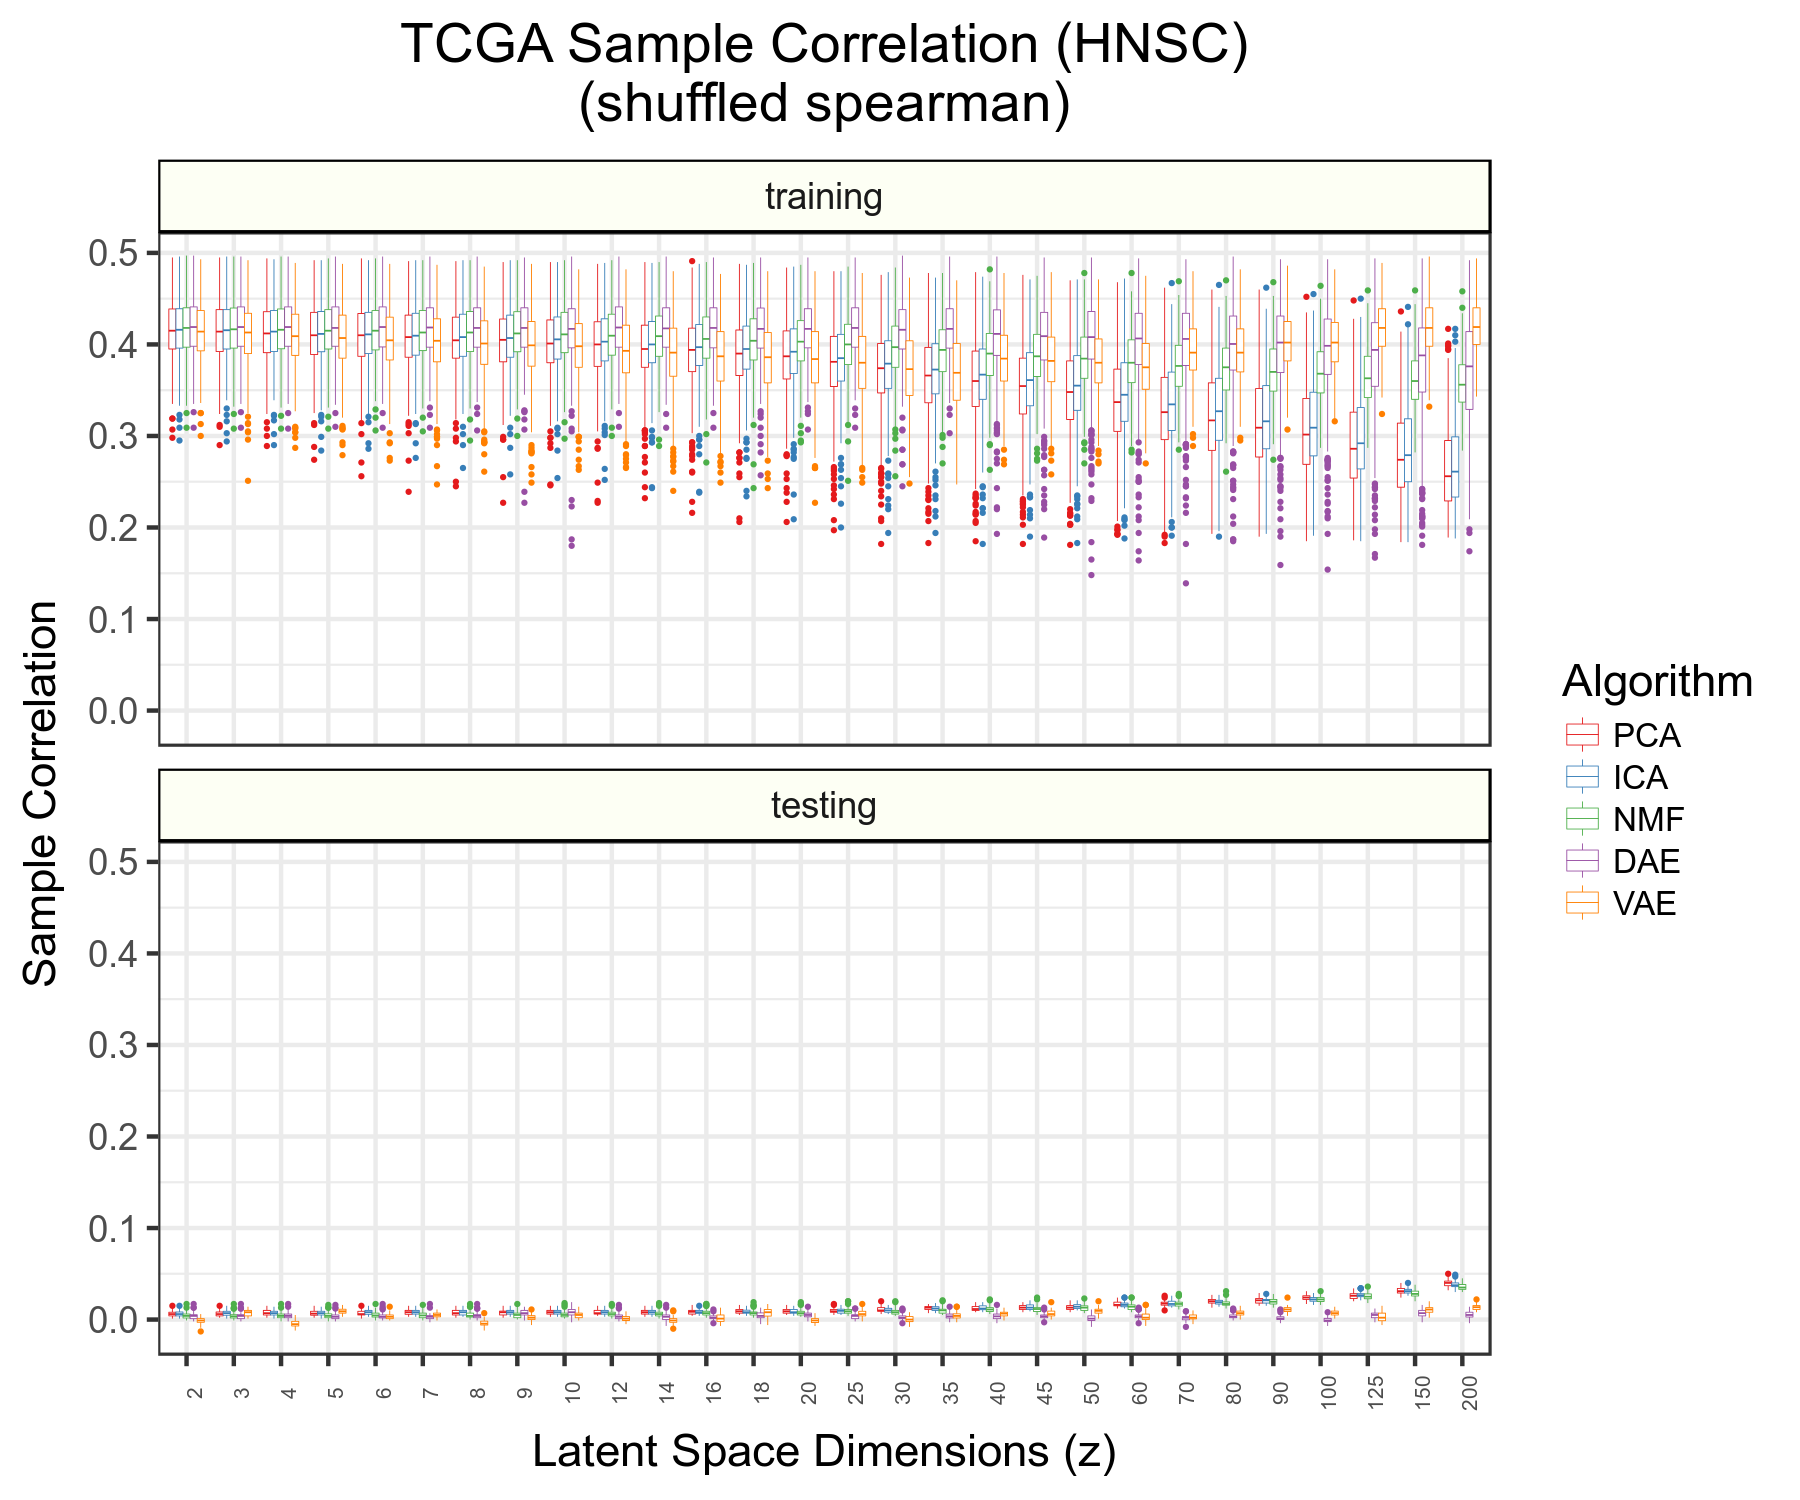 TCGA Sample Correlation (HNSC)
(shuffled spearman)
training
0.5
0.4
0.3
0.2
0.1
0.0
testing
0.5
0.4
0.3
0.2
0.1
0.0
Sample Correlation
2 3 4 5 6 7 8 9 10 12 14 16 18 20 25 30 35 40 45 50 60 70 80 90 100 125 150 200
Latent Space Dimensions (z)
Algorithm
PCA
ICA
NMF
DAE
VAE